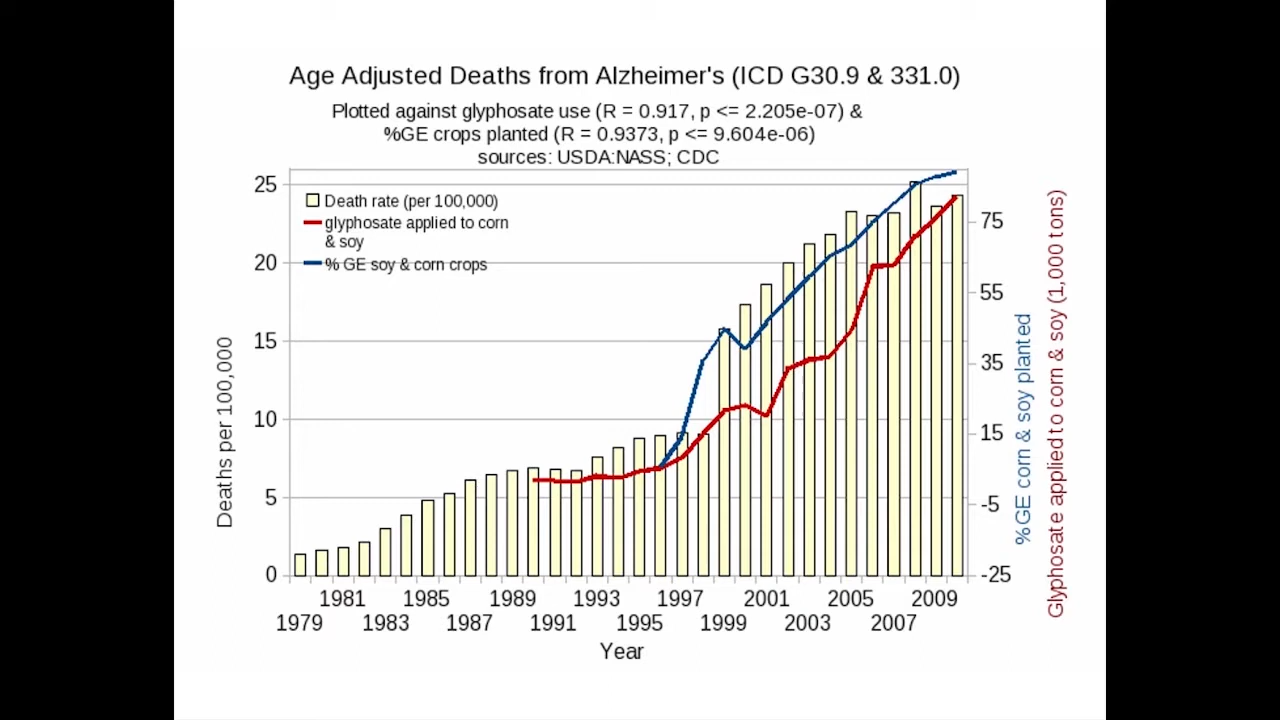 Age Adjusted Deaths from Alzheimer's (ICD G30.9 & 331.0)
Plotted against glyphosate use (R = 0.917, p <= 2.205e-07) &
%GE crops planted (R = 0.9373, p <= 9.604e-06)
sources: USDA:NASS; CDC
Death rate (per 100,000)
glyphosate applied to corn
& soy
% GE soy & corn crops
Deaths per 100,000
25
20
15
10
5
0
75
55
35
15
-5
-25
%GE corn & soy planted
Glyphosate applied to corn & soy (1,000 tons)
1981 1985 1989 1993 1997 2001 2005 2009
1979 1983 1987 1991 1995 1999 2003 2007
Year